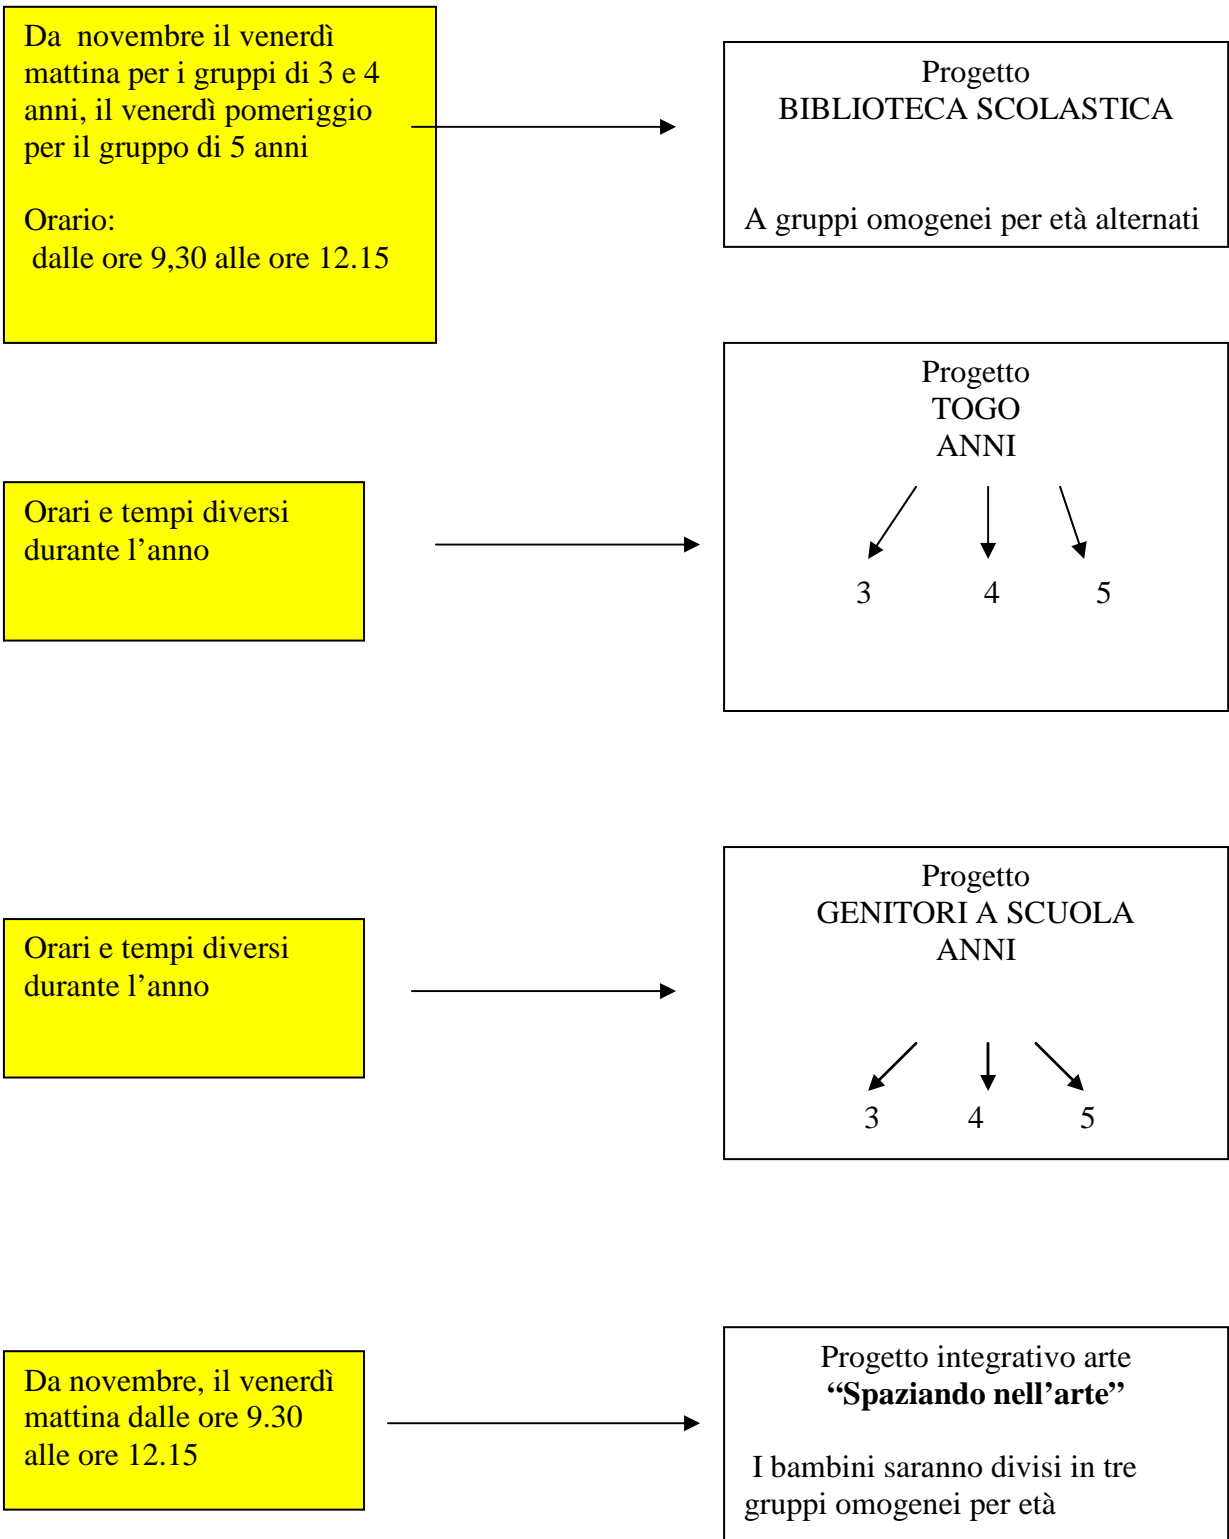 Da novembre il venerdì
mattina per i gruppi di 3 e 4
anni, il venerdì pomeriggio
per il gruppo di 5 anni
Orario:
dalle ore 9,30 alle ore 12.15
Progetto
BIBLIOTECA SCOLASTICA
A gruppi omogenei per età alternati
Orari e tempi diversi
durante l’anno
Progetto
TOGO
ANNI
3 4 5
Orari e tempi diversi
durante l’anno
Progetto
GENITORI A SCUOLA
ANNI
3 4 5
Da novembre, il venerdì
mattina dalle ore 9.30
alle ore 12.15
Progetto integrativo arte
“Spaziando nell’arte”
I bambini saranno divisi in tre
gruppi omogenei per età